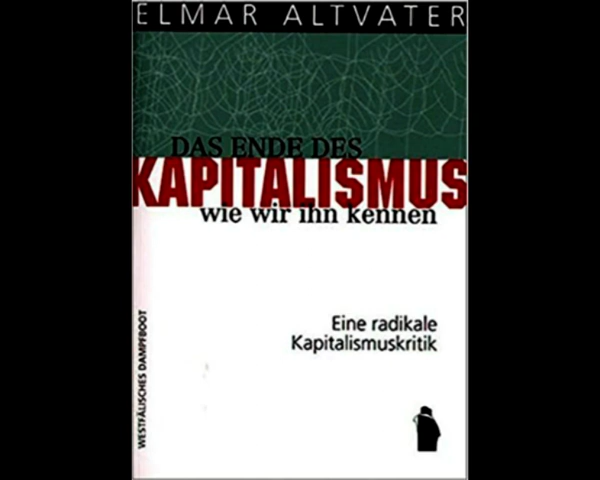 ELMAR ALTVATER
DAS ENDE DES
KAPITALISMUS
wie wir ihn kennen
Eine radikale
Kapitalismuskritik
WESTFÄLISCHES DAMPFBOOT